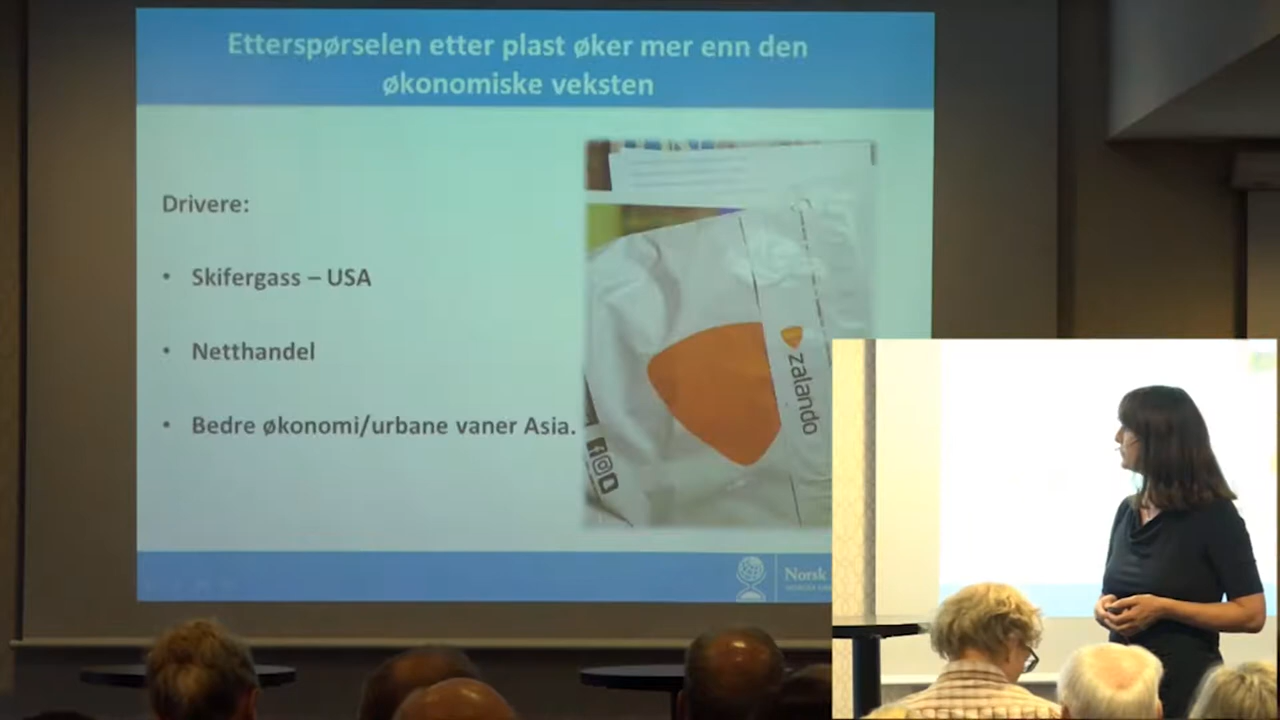 Etterspørselen etter plast øker mer enn den
økonomiske veksten
Drivere:
• Skifergass – USA
• Netthandel
• Bedre økonomi/urbane vaner Asia.
zalando
Norsk